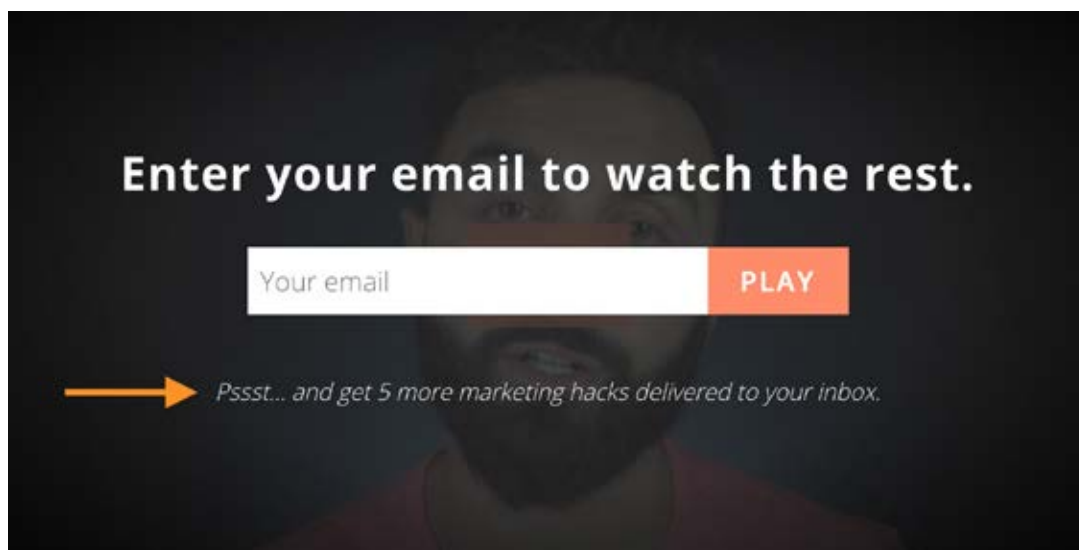 Enter your email to watch the rest.
Your email
PLAY
Pssst... and get 5 more marketing hacks delivered to your inbox.